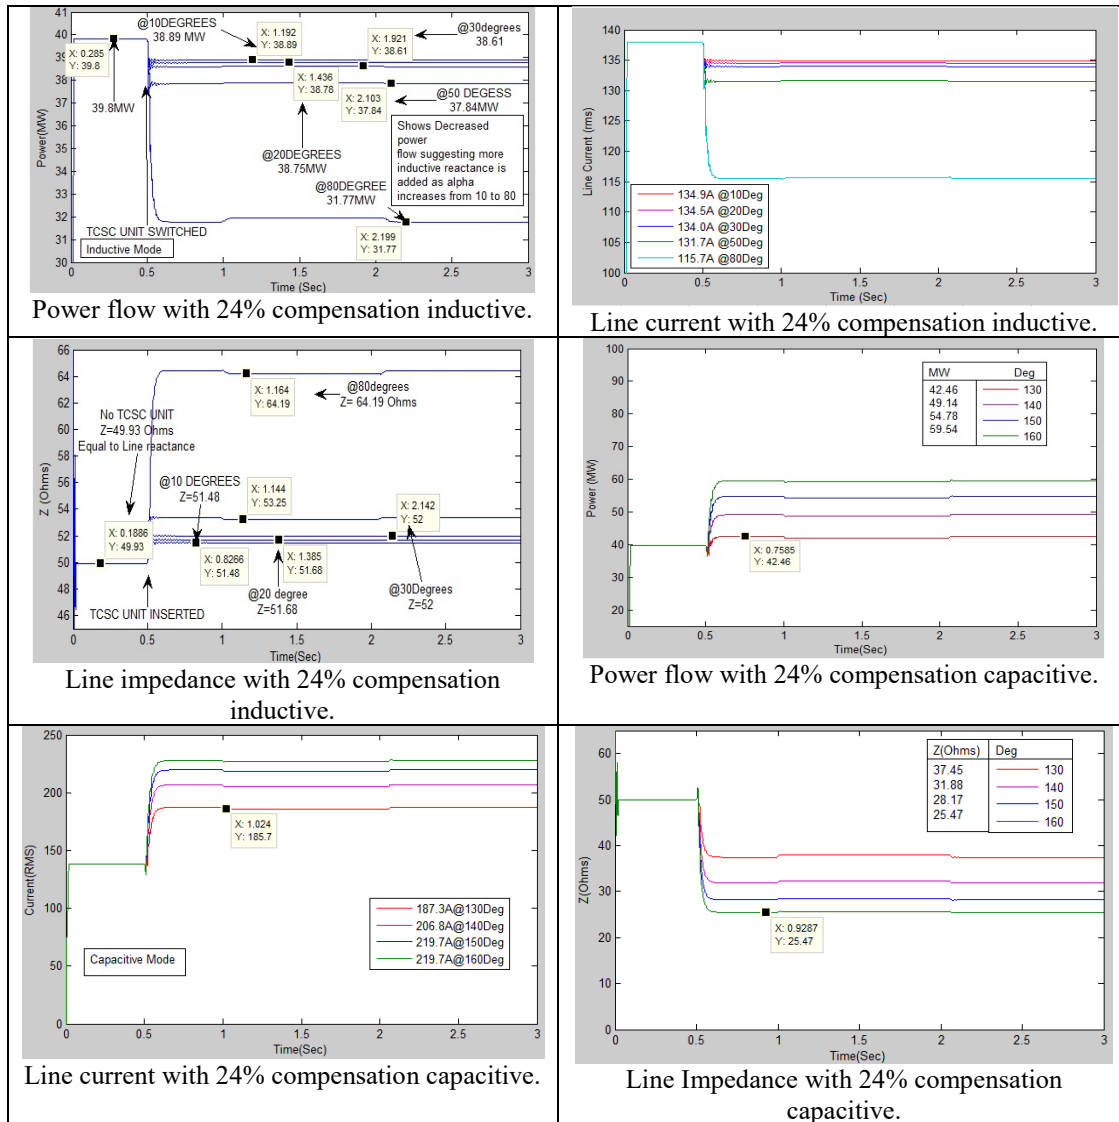 @10DEGREES
38.89 MW
X: 1.192
Y: 38.89
X: 1.921
Y: 38.61
@30degrees
38.61
X: 0.285
Y: 39.8
39.8MW
X: 1.436
Y: 38.78
X: 2.103
Y: 37.84
@50 DEGESS
37.84MW
@20DEGREES
38.75MW
Shows Decreased
power
flow suggesting more
inductive reactance is
added as alpha
increases from 10 to 80
@80DEGREE
31.77MW
X: 2.199
Y: 31.77
TCSC UNIT SWITCHED
Inductive Mode
Power(MW)
41
40
39
38
37
36
35
34
33
32
31
30
0
0.5
1
1.5
2
2.5
3
Time (Sec)
Power flow with 24% compensation inductive.
Line Current (rms)
140
135
130
125
120
115
110
105
100
134.9A @10Deg
134.5A @20Deg
134.0A @30Deg
131.7A @50Deg
115.7A @80Deg
0
0.5
1
1.5
2
2.5
3
Time (Sec)
Line current with 24% compensation inductive.
Z (Ohms)
66
64
62
60
58
56
54
52
50
48
46
No TCSC UNIT
Z=49.93 Ohms
Equal to Line reactance
X: 1.164
Y: 64.19
@80degrees
Z= 64.19 Ohms
@10 DEGREES
Z=51.48
X: 1.144
Y: 53.25
X: 2.142
Y: 52
X: 0.1886
Y: 49.93
X: 0.8266
Y: 51.48
X: 1.385
Y: 51.68
@20 degree
Z=51.68
@30Degrees
Z=52
TCSC UNIT INSERTED
0
0.5
1
1.5
2
2.5
3
Time(Sec)
Line impedance with 24% compensation
inductive.
Power (MW)
100
90
80
70
60
50
40
30
20
MW Deg
42.46 130
49.14 140
54.78 150
59.54 160
X: 0.7585
Y: 42.46
0
0.5
1
1.5
2
2.5
3
Time(Sec)
Power flow with 24% compensation capacitive.
Current(RMS)
250
200
150
100
50
0
X: 1.024
Y: 185.7
187.3A@130Deg
206.8A@140Deg
219.7A@150Deg
219.7A@160Deg
Capacitive Mode
0
0.5
1
1.5
2
2.5
3
Time(Sec)
Line current with 24% compensation capacitive.
Z(Ohms)
60
50
40
30
20
10
0
Z(Ohms) Deg
37.45 130
31.88 140
28.17 150
25.47 160
X: 0.9287
Y: 25.47
0
0.5
1
1.5
2
2.5
3
Time(Sec)
Line Impedance with 24% compensation
capacitive.